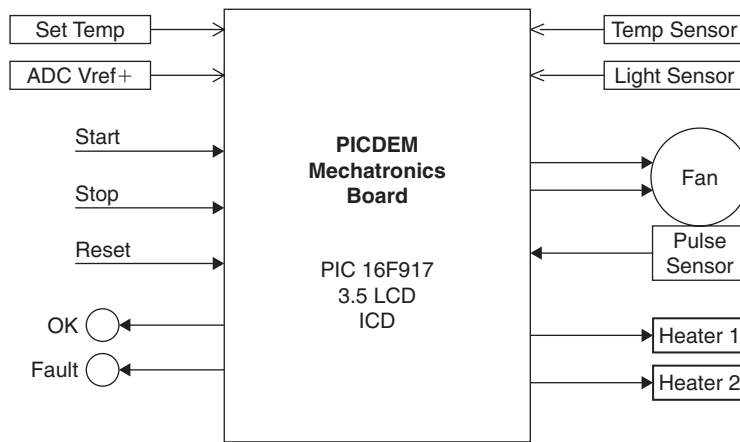 Set Temp
ADC Vref+
Start
Stop
Reset
OK
Fault
PICDEM
Mechatronics
Board
PIC 16F917
3.5 LCD
ICD
Temp Sensor
Light Sensor
Fan
Pulse
Sensor
Heater 1
Heater 2